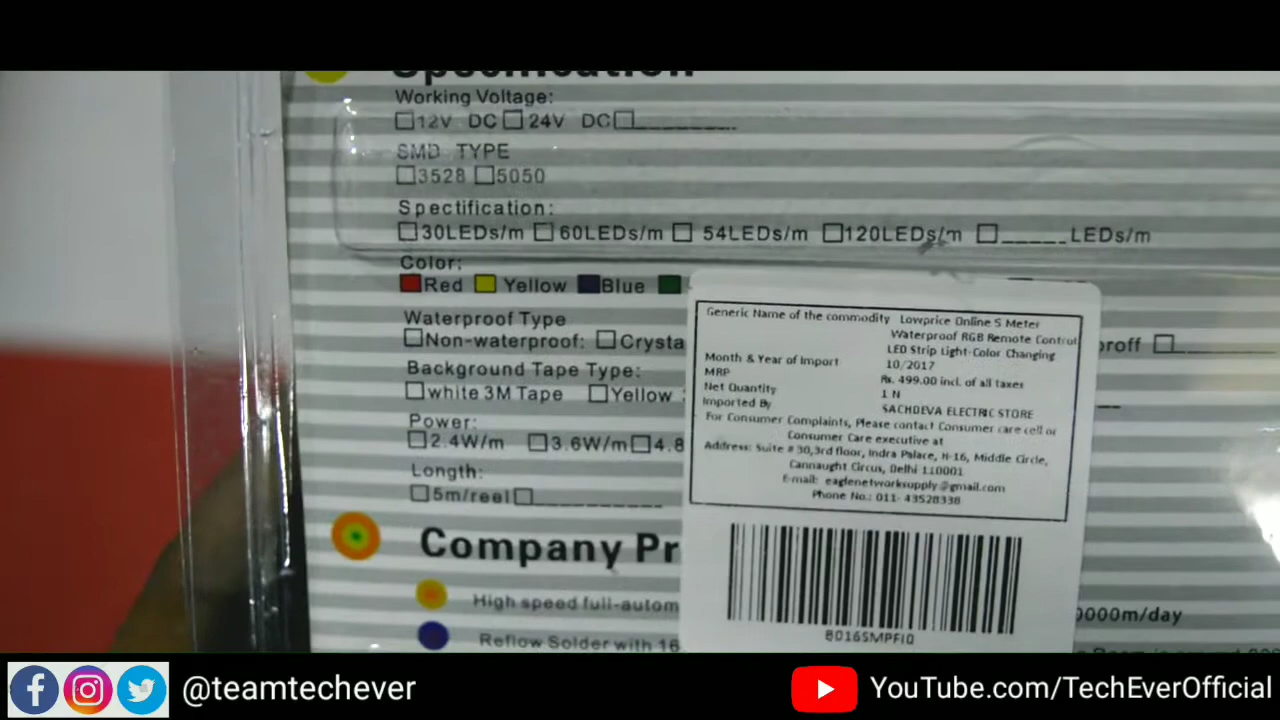 Specification
Working Voltage:
12V DC 24V DC
SMD TYPE
3528 5050
Spectification:
30LEDs/m 60LEDs/m 54LEDs/m 120LEDs/m _____LEDs/m
Color:
Red Yellow Blue
Waterproof Type
Non-waterproof: Crysta
proff
Background Tape Type:
white 3M Tape Yellow
Power:
2.4W/m 3.6W/m 4.8
Longth:
5m/reel
Generic Name of the commodity Lowprice Online 5 Meter
Waterproof RGB Remote Control
LED Strip Light-Color Changing
Month & Year of Import 10/2017
MRP Rs. 499.00 incl. of all taxes
Net Quantity 1 N
Imported By SACHDEVA ELECTRIC STORE
For Consumer Complaints, Please contact Consumer care cell or
Consumer Care executive at
Address: Suite # 30,3rd floor, Indra Palace, H-16, Middle Circle,
Cannaught Circus, Delhi 110001
E-mail: eaglenetworksupply@gmail.com
Phone No.: 011- 43528338
B016SMPFIQ
Company Pr
High speed full-autom
0000m/day
Reflow Solder with 16
@teamtechever
YouTube.com/TechEverOfficial